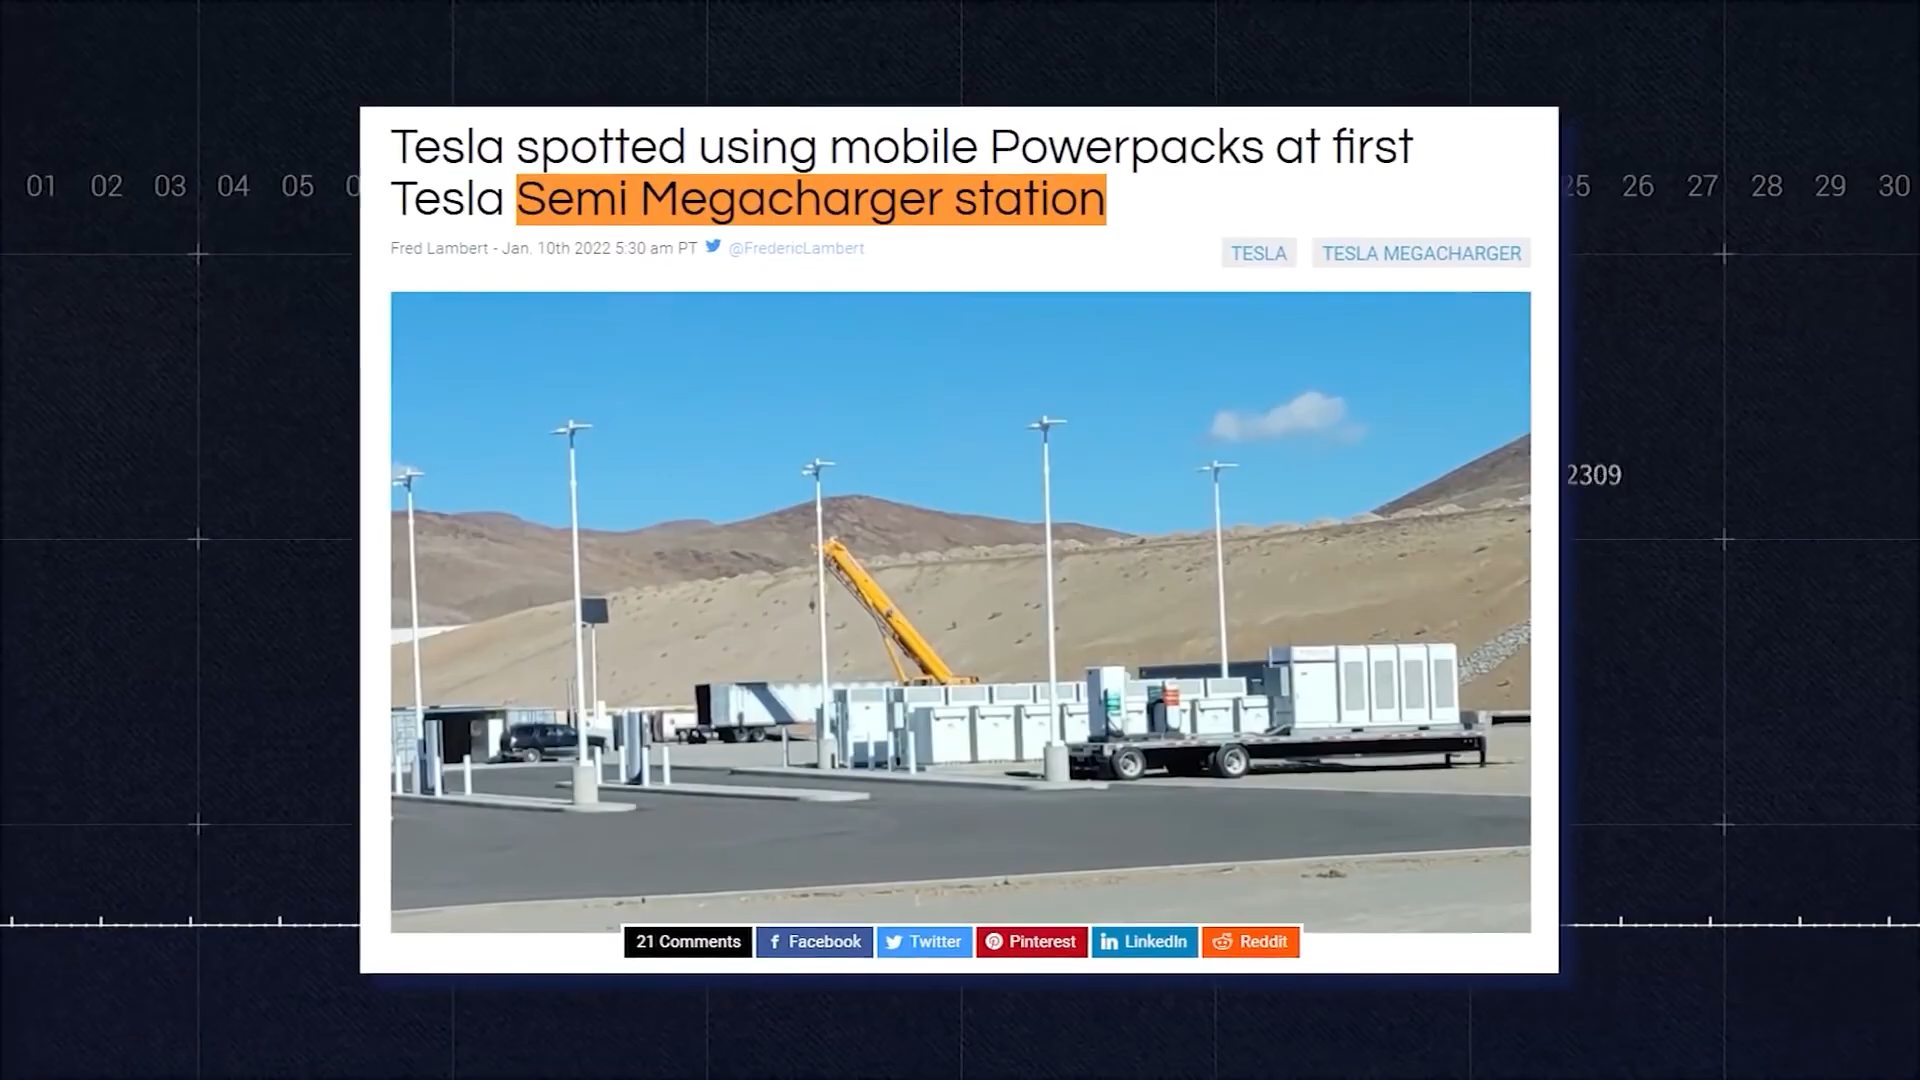 Tesla spotted using mobile Powerpacks at first
Tesla Semi Megacharger station
Fred Lambert - Jan. 10th 2022 5:30 am PT @FredericLambert
TESLA TESLA MEGACHARGER
01 02 03 04 05 0
25 26 27 28 29 30
2309
21 Comments Facebook Twitter Pinterest LinkedIn Reddit